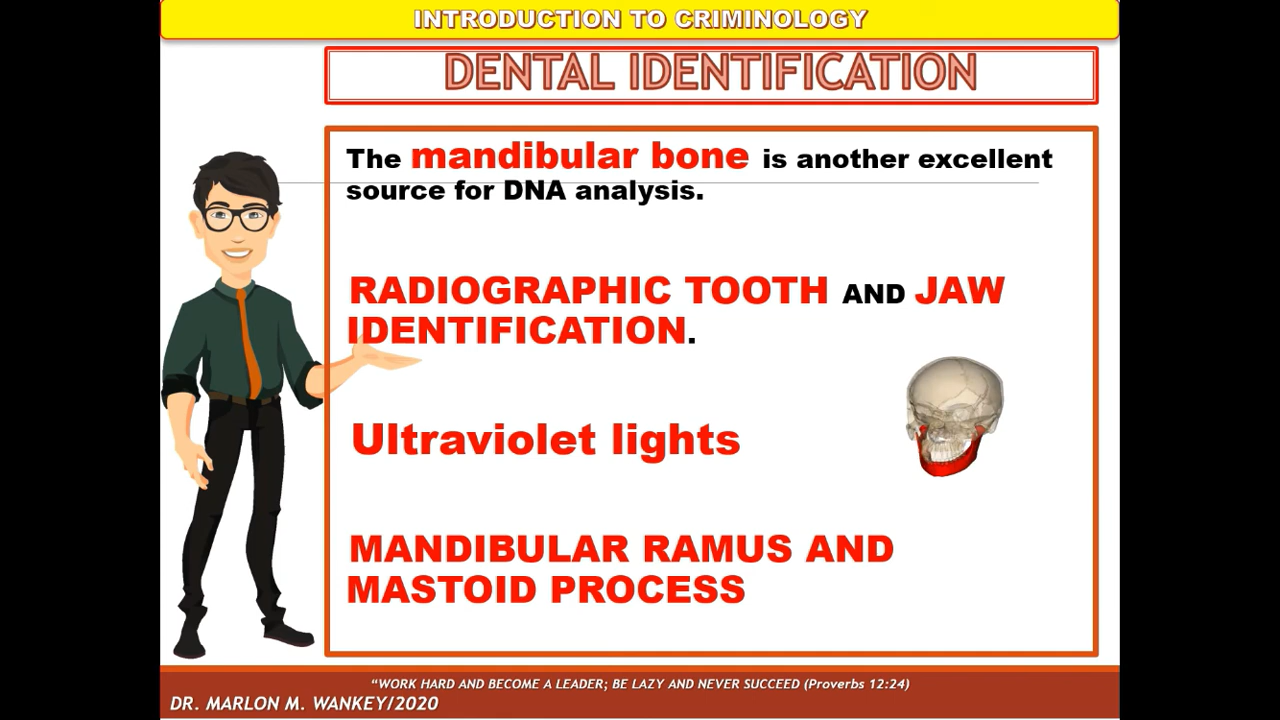 INTRODUCTION TO CRIMINOLOGY
DENTAL IDENTIFICATION
The mandibular bone is another excellent
source for DNA analysis.
RADIOGRAPHIC TOOTH AND JAW
IDENTIFICATION.
Ultraviolet lights
MANDIBULAR RAMUS AND
MASTOID PROCESS
“WORK HARD AND BECOME A LEADER; BE LAZY AND NEVER SUCCEED (Proverbs 12:24)
DR. MARLON M. WANKEY/2020